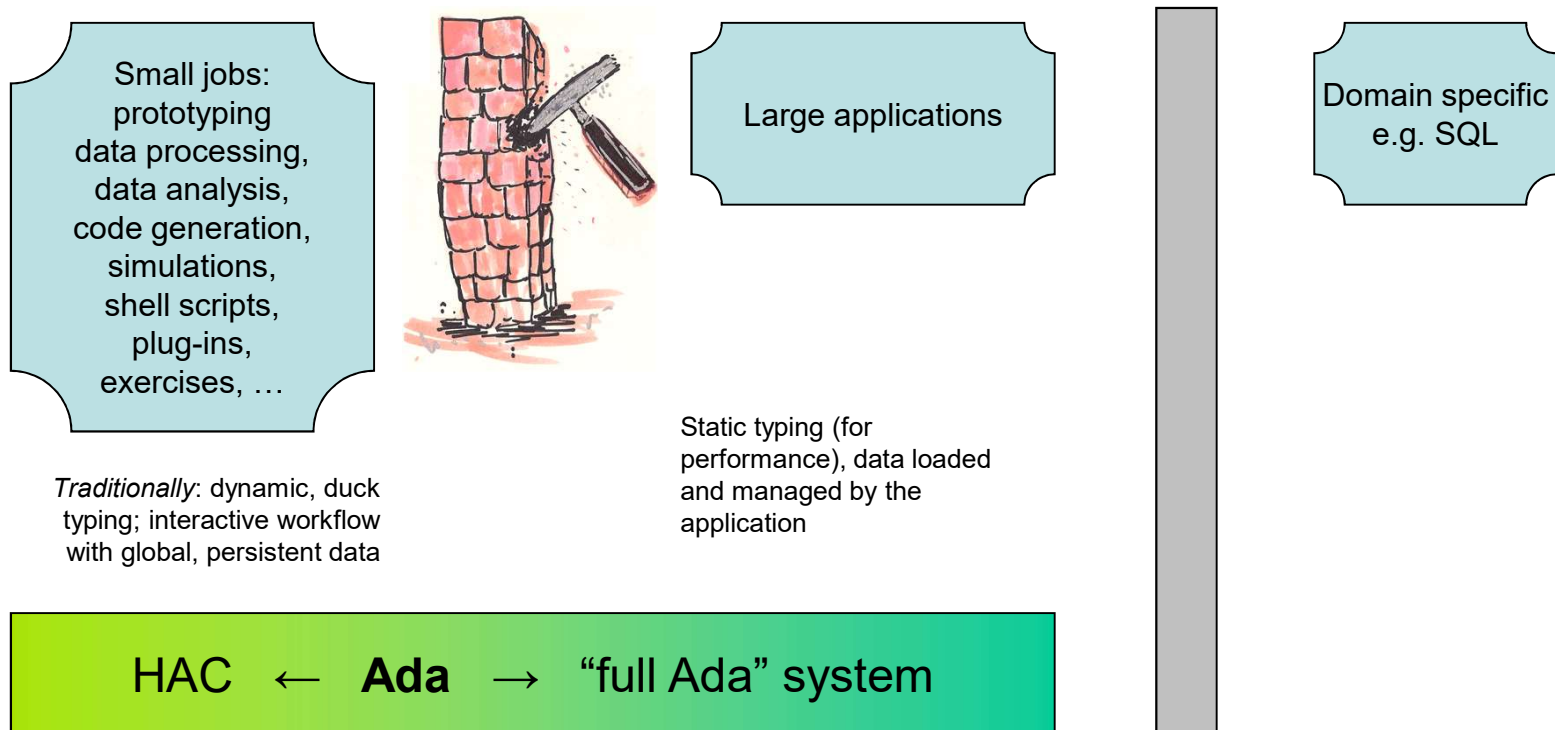 Small jobs:
prototyping
data processing,
data analysis,
code generation,
simulations,
shell scripts,
plug-ins,
exercises, …
Large applications
Domain specific
e.g. SQL
Traditionally: dynamic, duck
typing; interactive workflow
with global, persistent data
Static typing (for
performance), data loaded
and managed by the
application
HAC ← Ada → “full Ada” system